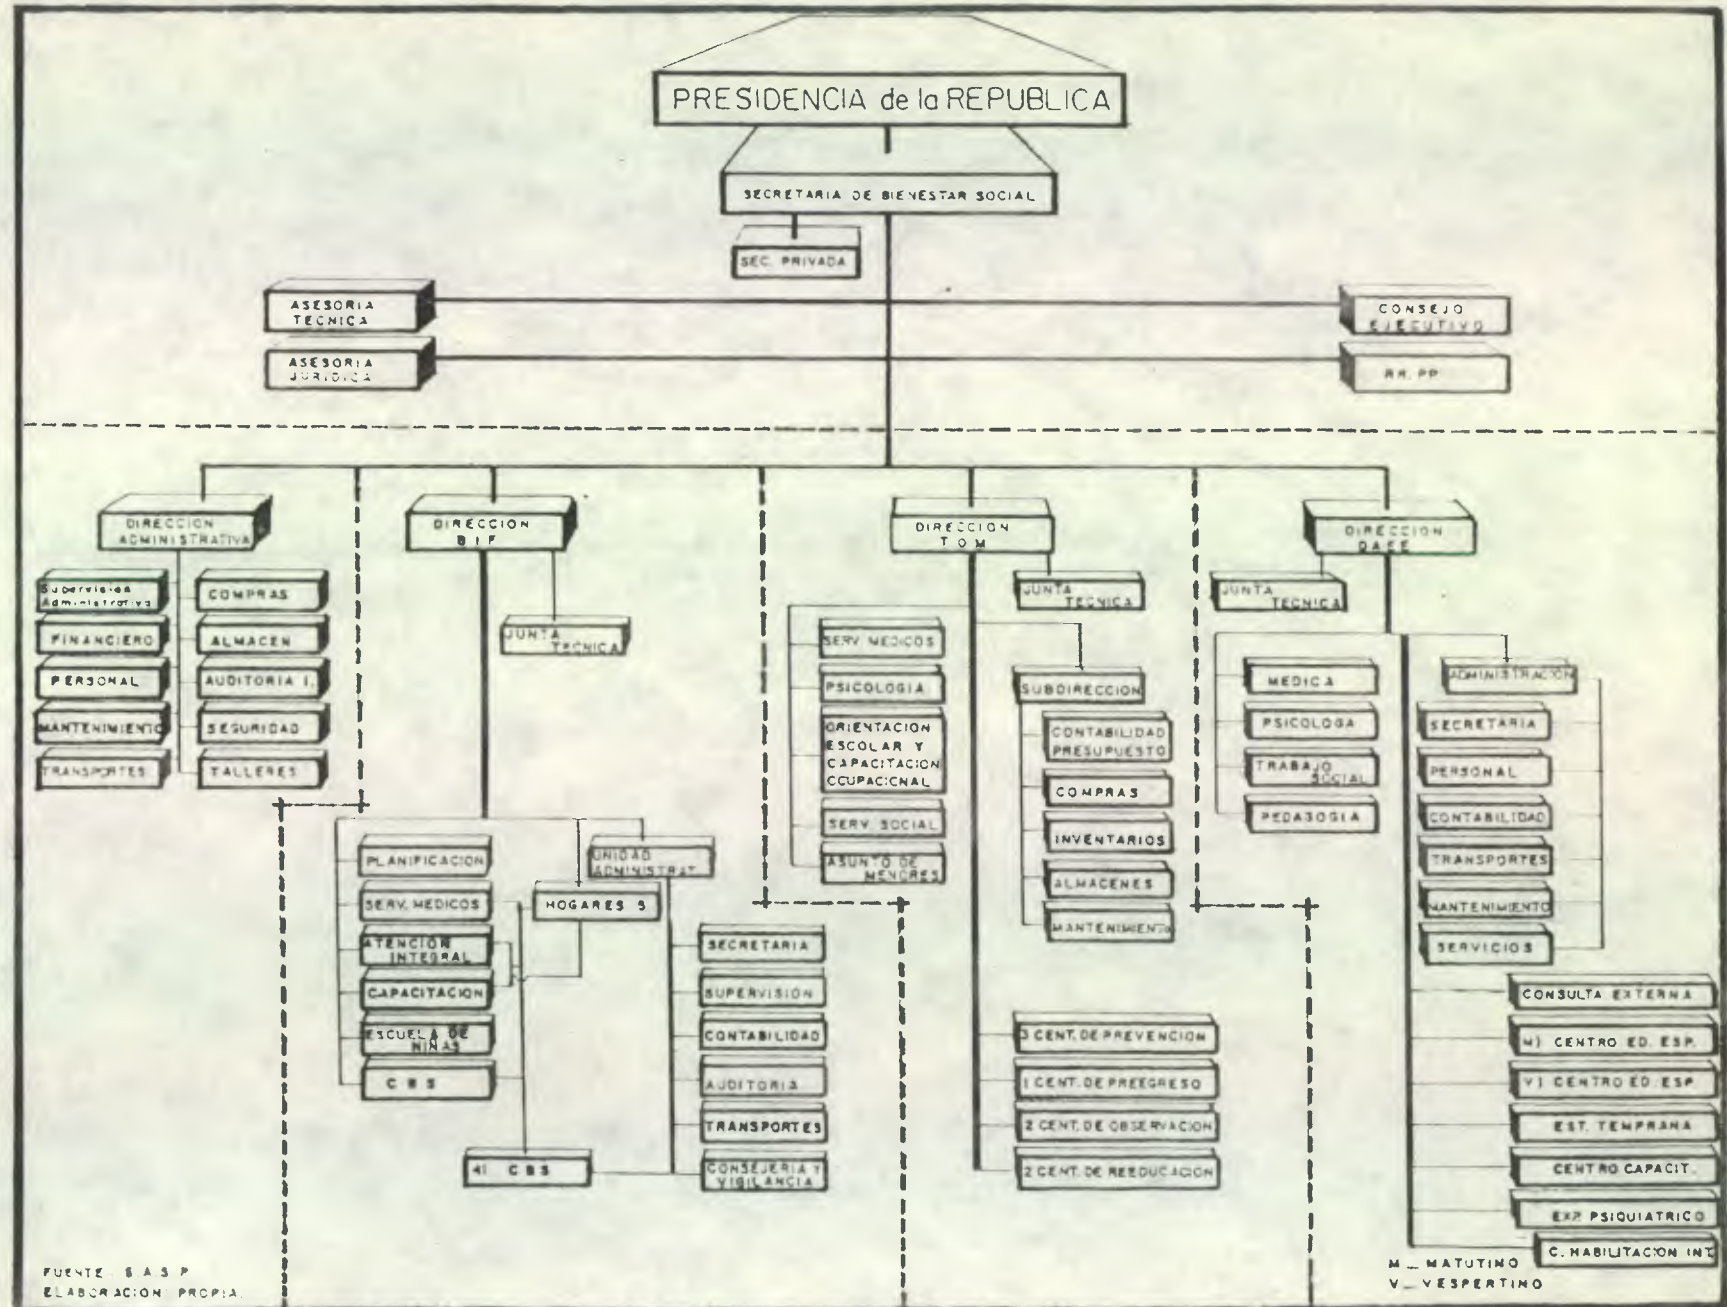 PRESIDENCIA de la REPUBLICA
SECRETARIA DE BIENESTAR SOCIAL
SEC. PRIVADA
ASESORIA
TECNICA
CONSEJO
EJECUTIVO
ASESORIA
JURIDICA
RR. PP
DIRECCION
ADMINISTRATIVA
Supervision
Administrativa
FINANCIERO
PERSONAL
MANTENIMIENTO
TRANSPORTES
COMPRAS
ALMACEN
AUDITORIA I.
SEGURIDAD
TALLERES
DIRECCION
B I F
JUNTA
TECNICA
PLANIFICACION
SERV. MEDICOS
ATENCION
INTEGRAL
CAPACITACION
ESCUELA DE
NIÑAS
C B S
HOGARES S
UNIDAD
ADMINISTRAT.
SECRETARIA
SUPERVISION
CONTABILIDAD
AUDITORIA
TRANSPORTES
CONSEJERIA Y
VIGILANCIA
41 CBS
DIRECCION
T O M
JUNTA
TECNICA
SERV MEDICOS
PSICOLOGIA
ORIENTACION
ESCOLAR Y
CAPACITACION
OCUPACIONAL
SERV. SOCIAL
ASUNTO DE
MENORES
SUBDIRECCION
CONTABILIDAD
PRESUPUESTO
COMPRAS
INVENTARIOS
ALMACENES
MANTENIMIENTO
3 CENT. DE PREVENCION
1 CENT. DE PREEGRESO
2 CENT. DE OBSERVACION
2 CENT. DE REEDUCACION
DIRECCION
DAEE
JUNTA
TECNICA
MEDICA
PSICOLOGA
TRABAJO
SOCIAL
PEDAGOGIA
ADMINISTRACION
SECRETARIA
PERSONAL
CONTABILIDAD
TRANSPORTES
MANTENIMIENTO
SERVICIOS
CONSULTA EXTERNA
M) CENTRO ED. ESP.
V) CENTRO ED. ESP.
EST. TEMPRANA
CENTRO CAPACIT.
EXP. PSIQUIATRICO
C. HABILITACION INT.
M _ MATUTINO
V _ VESPERTINO
FUENTE: S.A.S.P
ELABORACION PROPIA.